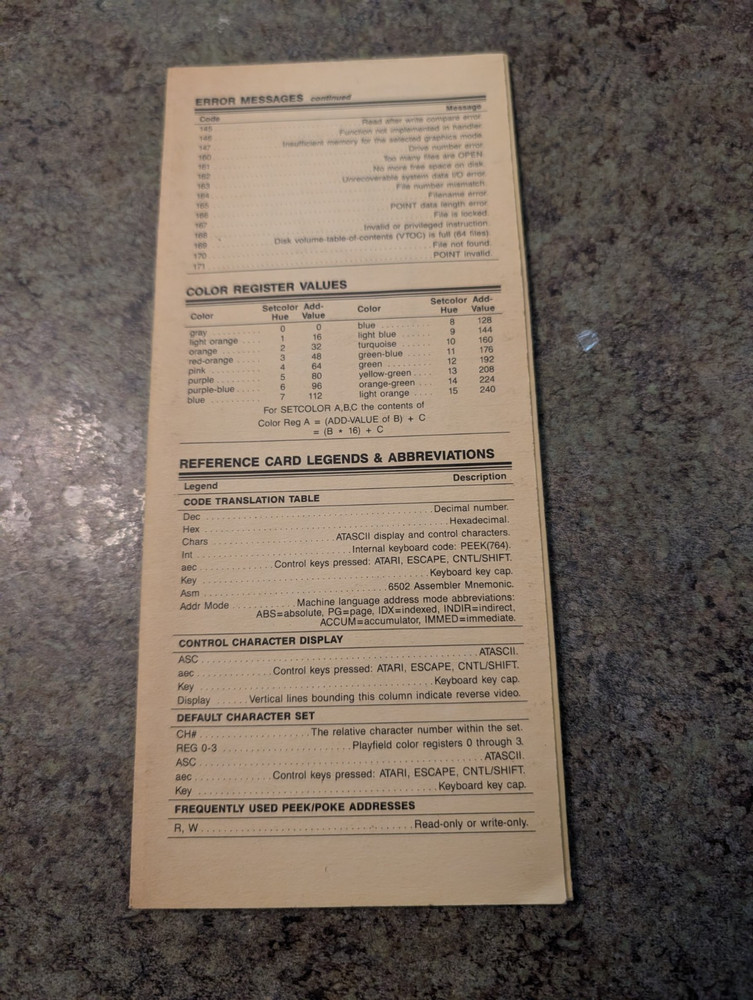 ERROR MESSAGES continued
Code Message
145 Read after write compare error.
146 Function not implemented in handler.
147 Insufficient memory for the selected graphics mode.
160 Drive number error.
161 Too many files are OPEN.
162 No more free space on disk.
163 Unrecoverable system data I/O error.
164 File number mismatch.
165 Filename error.
166 POINT data length error.
167 File is locked.
168 Invalid or privileged instruction.
169 Disk volume-table-of-contents (VTOC) is full (64 files).
170 File not found.
171 POINT invalid.
COLOR REGISTER VALUES
Color Setcolor Hue Add-Value Color Setcolor Hue Add-Value
gray 0 0 blue 8 128
light orange 1 16 light blue 9 144
orange 2 32 turquoise 10 160
red-orange 3 48 green-blue 11 176
pink 4 64 green 12 192
purple 5 80 yellow-green 13 208
purple-blue 6 96 orange-green 14 224
blue 7 112 light orange 15 240
For SETCOLOR A,B,C the contents of
Color Reg A = (ADD-VALUE of B) + C
= (B * 16) + C
REFERENCE CARD LEGENDS & ABBREVIATIONS
Legend Description
CODE TRANSLATION TABLE
Dec Decimal number.
Hex Hexadecimal.
Chars ATASCII display and control characters.
Int Internal keyboard code: PEEK(764).
aec Control keys pressed: ATARI, ESCAPE, CNTL/SHIFT.
Key Keyboard key cap.
Asm 6502 Assembler Mnemonic.
Addr Mode Machine language address mode abbreviations:
ABS=absolute, PG=page, IDX=indexed, INDIR=indirect,
ACCUM=accumulator, IMMED=immediate.
CONTROL CHARACTER DISPLAY
ASC ATASCII.
aec Control keys pressed: ATARI, ESCAPE, CNTL/SHIFT.
Key Keyboard key cap.
Display Vertical lines bounding this column indicate reverse video.
DEFAULT CHARACTER SET
CH# The relative character number within the set.
REG 0-3 Playfield color registers 0 through 3.
ASC ATASCII.
aec Control keys pressed: ATARI, ESCAPE, CNTL/SHIFT.
Key Keyboard key cap.
FREQUENTLY USED PEEK/POKE ADDRESSES
R, W Read-only or write-only.